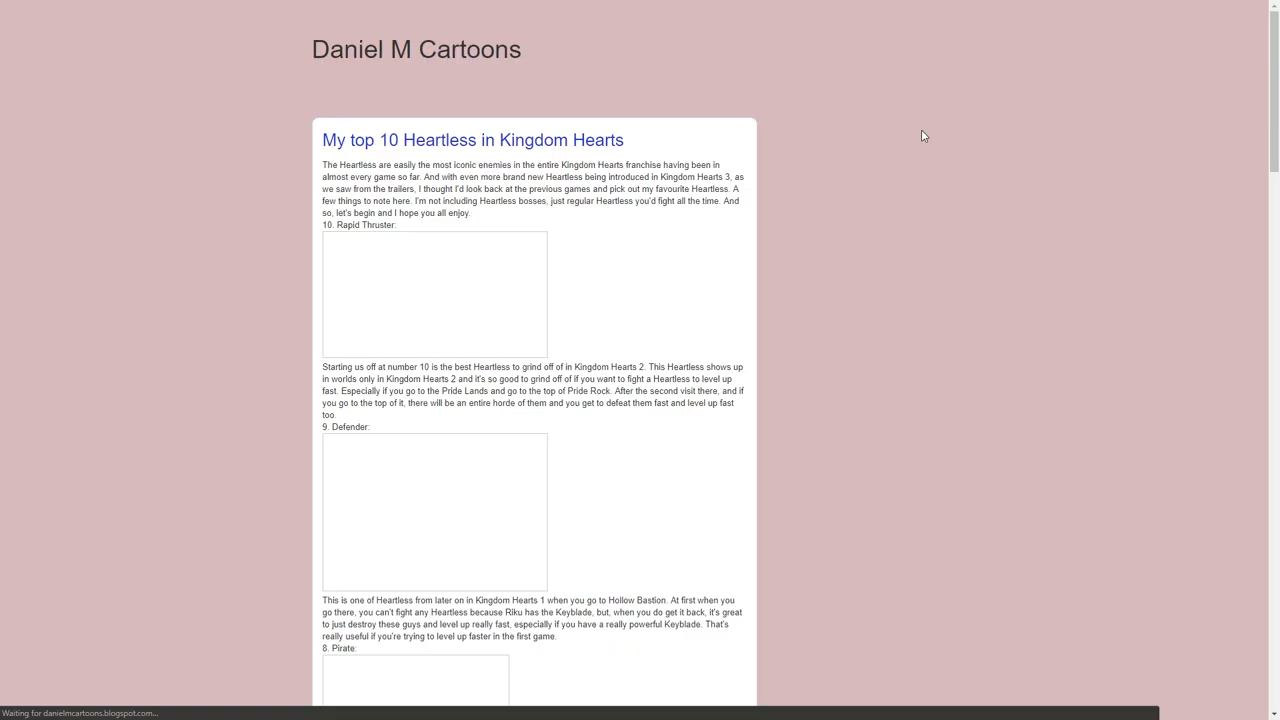 Daniel M Cartoons
My top 10 Heartless in Kingdom Hearts
The Heartless are easily the most iconic enemies in the entire Kingdom Hearts franchise having been in
almost every game so far. And with even more brand new Heartless being introduced in Kingdom Hearts 3, as
we saw from the trailers, I thought I'd look back at the previous games and pick out my favourite Heartless. A
few things to note here. I'm not including Heartless bosses, just regular Heartless you'd fight all the time. And
so, let's begin and I hope you all enjoy.
10. Rapid Thruster:
Starting us off at number 10 is the best Heartless to grind off of in Kingdom Hearts 2. This Heartless shows up
in worlds only in Kingdom Hearts 2 and it's so good to grind off of if you want to fight a Heartless to level up
fast. Especially if you go to the Pride Lands and go to the top of Pride Rock. After the second visit there, and if
you go to the top of it, there will be an entire horde of them and you get to defeat them fast and level up fast
too.
9. Defender:
This is one of Heartless from later on in Kingdom Hearts 1 when you go to Hollow Bastion. At first when you
go there, you can't fight any Heartless because Riku has the Keyblade, but, when you do get it back, it's great
to just destroy these guys and level up really fast, especially if you have a really powerful Keyblade. That's
really useful if you're trying to level up faster in the first game.
8. Pirate:
Waiting for danielmcartoons.blogspot.com...